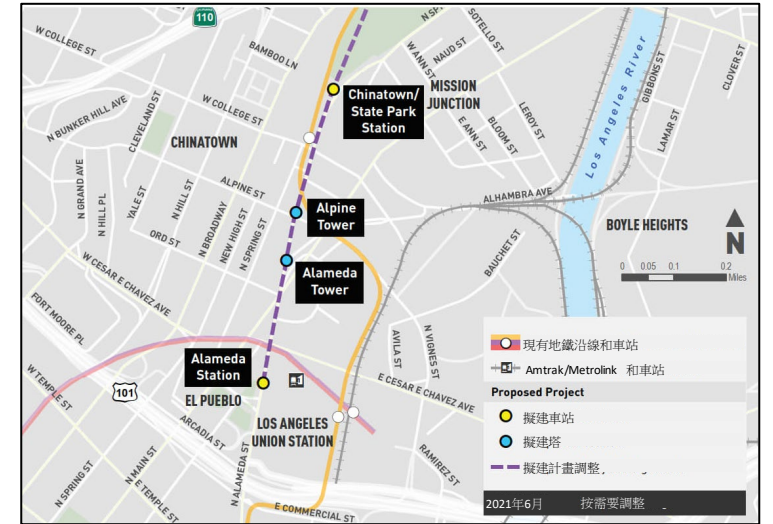 110
W COLLEGE ST
BAMBOO LN
SOTELLO ST
W ANN ST
NAUD ST
MISSION
JUNCTION
GIBBONS ST
CLOVER ST
Los Angeles River
Chinatown/
State Park
Station
N BUNKER HILL AVE
CLEVELAND ST
W COLLEGE ST
CHINATOWN
E ANN ST
BLOOM ST
LEROY ST
LAMAR ST
N GRAND AVE
N HILL PL
YALE ST
N HILL ST
ALPINE ST
ALHAMBRA AVE
Alpine
Tower
BOYLE HEIGHTS
N
ORD ST
N BROADWAY
NEW HIGH ST
N SPRING ST
BAUCHET ST
Alameda
Tower
0 0.05 0.1 0.2
Miles
W CESAR E CHAVEZ AVE
FORT MOORE PL
Alameda
Station
AVILA ST
N VIGNES ST
現有地鐵沿線和車站
Amtrak/Metrolink 和車站
W TEMPLE ST
101
EL PUEBLO
E CESAR E CHAVEZ AVE
Proposed Project
擬建車站
擬建塔
擬建計畫調整
ARCADIA ST
LOS ANGELES
UNION STATION
N SPRING ST
N MAIN ST
E TEMPLE ST
N ALAMEDA ST
RAMIREZ ST
E COMMERCIAL ST
2021年6月 按需要調整